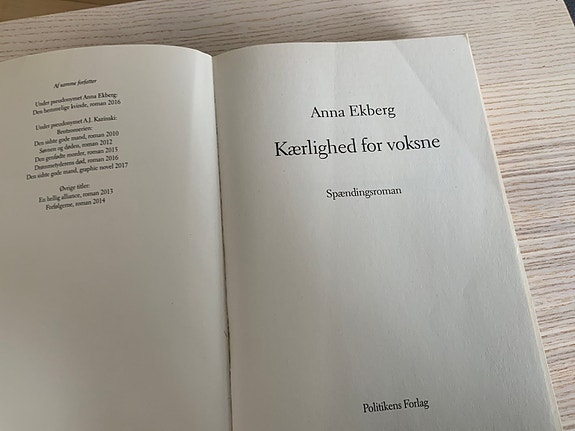 Af samme forfatter
Under pseudonymet Anna Ekberg:
Den hemmelige kvinde, roman 2016
Under pseudonymet A.J. Kazinski:
Bentzonserien:
Den sidste gode mand, roman 2010
Søvnen og døden, roman 2012
Den genfødte morder, roman 2015
Drømmetyderens død, roman 2016
Den sidste gode mand, graphic novel 2017
Øvrige titler:
En hellig alliance, roman 2013
Forfølgerne, roman 2014
Anna Ekberg
Kærlighed for voksne
Spændingsroman
Politikens Forlag